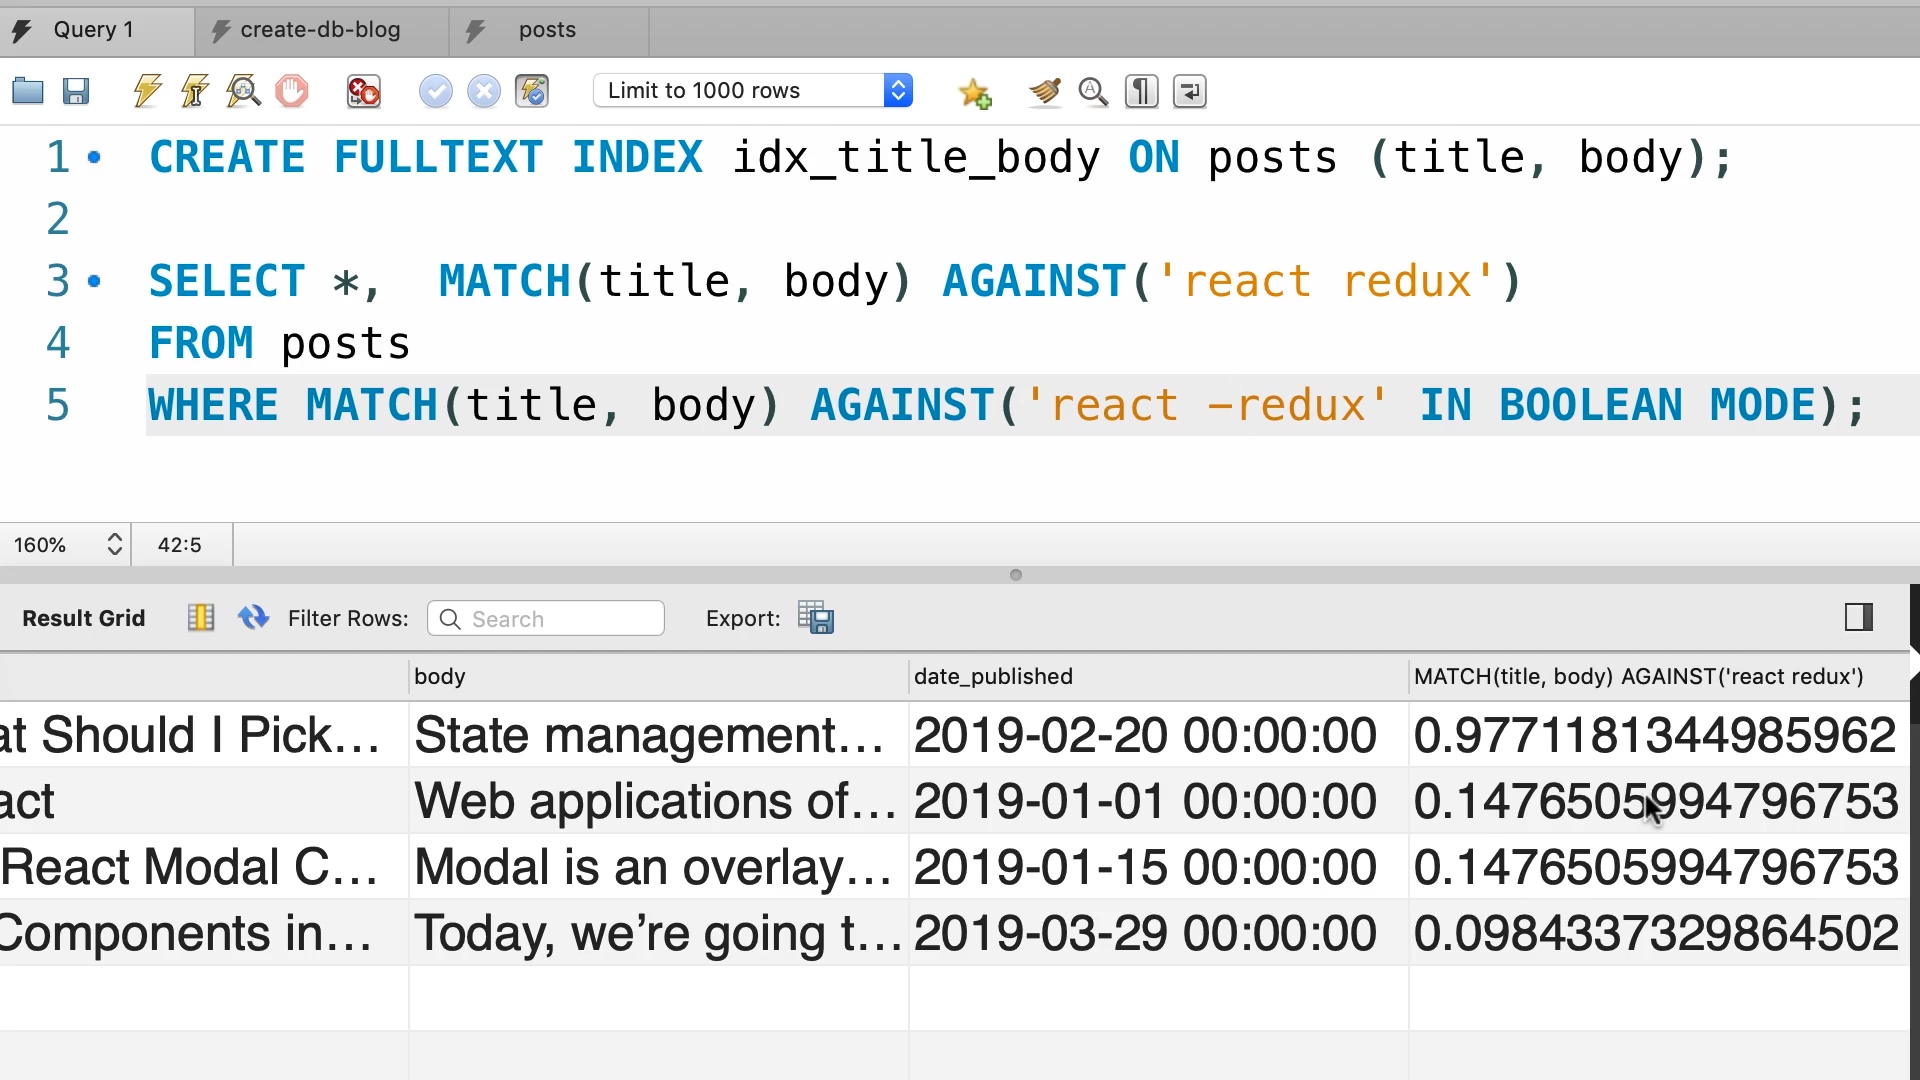 Query 1 create-db-blog posts
Limit to 1000 rows
1 CREATE FULLTEXT INDEX idx_title_body ON posts (title, body);
2
3 SELECT *,  MATCH(title, body) AGAINST('react redux')
4 FROM posts
5 WHERE MATCH(title, body) AGAINST('react -redux' IN BOOLEAN MODE);
160% 42:5
Result Grid Filter Rows: Search Export:
body date_published MATCH(title, body) AGAINST('react redux')
at Should I Pick... State management... 2019-02-20 00:00:00 0.9771181344985962
act Web applications of... 2019-01-01 00:00:00 0.1476505994796753
React Modal C... Modal is an overlay... 2019-01-15 00:00:00 0.1476505994796753
Components in... Today, we’re going t... 2019-03-29 00:00:00 0.0984337329864502